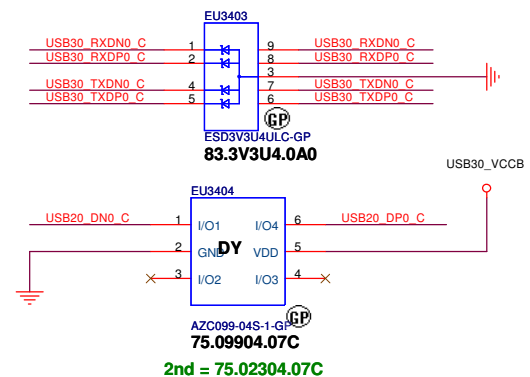 EU3403
USB30_RXDN0_C 1 9 USB30_RXDN0_C
USB30_RXDP0_C 2 8 USB30_RXDP0_C
3
USB30_TXDN0_C 4 7 USB30_TXDN0_C
USB30_TXDP0_C 5 6 USB30_TXDP0_C
GP
ESD3V3U4ULC-GP
83.3V3U4.0A0
USB30_VCCB
EU3404
USB20_DN0_C 1 I/O1 I/O4 6 USB20_DP0_C
2 GND DY VDD 5
3 I/O2 I/O3 4
GP
AZC099-04S-1-GP
75.09904.07C
2nd = 75.02304.07C